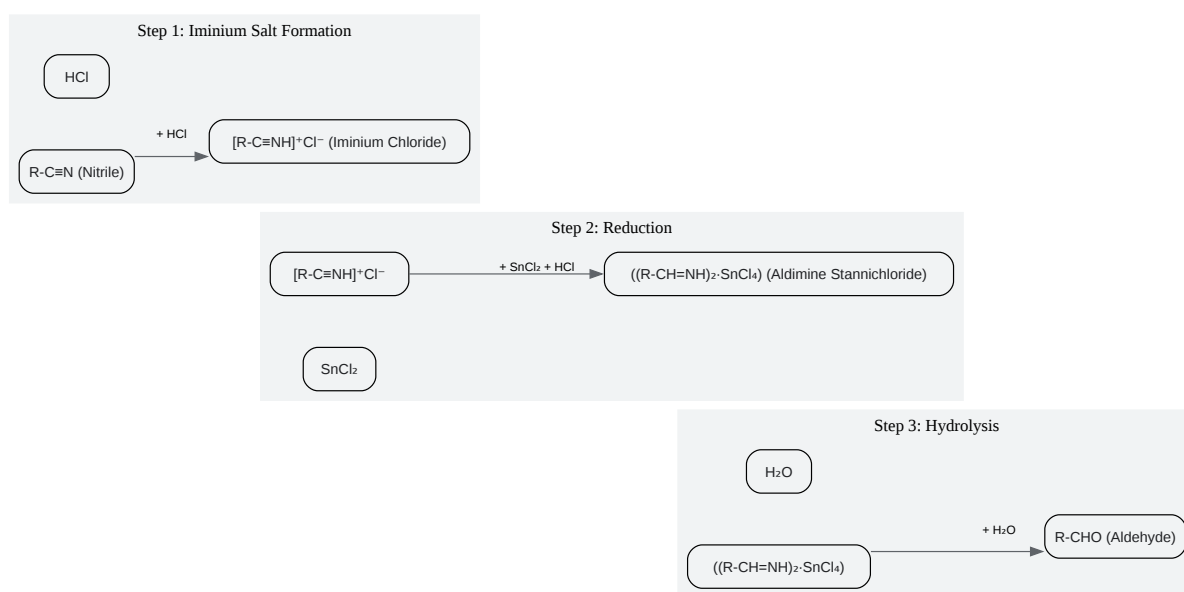 Step 1: Iminium Salt Formation
HCl
+ HCl
[R-C≡NH]⁺Cl⁻ (Iminium Chloride)
R-C≡N (Nitrile)
Step 2: Reduction
[R-C≡NH]⁺Cl⁻
+ SnCl₂ + HCl
((R-CH=NH)₂·SnCl₄) (Aldimine Stannichloride)
SnCl₂
Step 3: Hydrolysis
H₂O
+ H₂O
R-CHO (Aldehyde)
((R-CH=NH)₂·SnCl₄)